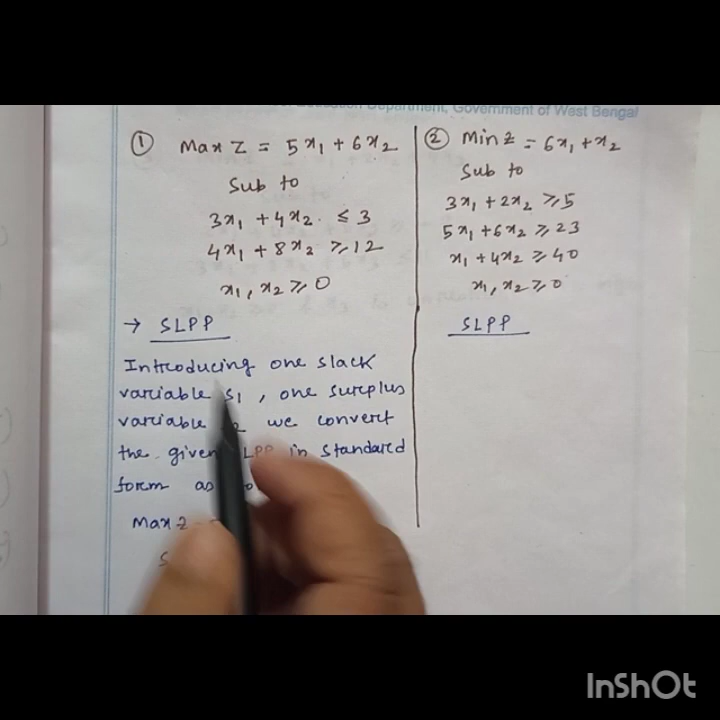 Education Department, Government of West Bengal
① Max Z = 5x₁ + 6x₂
Sub to
3x₁ + 4x₂ ≤ 3
4x₁ + 8x₂ ≥ 12
x₁, x₂ ≥ 0
→ SLPP
Introducing one slack
variable s₁, one surplus
variable we convert
the given LPP in standard
form as
Max Z
② Min Z = 6x₁ + x₂
Sub to
3x₁ + 2x₂ ≥ 5
5x₁ + 6x₂ ≥ 23
x₁ + 4x₂ ≥ 40
x₁, x₂ ≥ 0
SLPP
InShOt